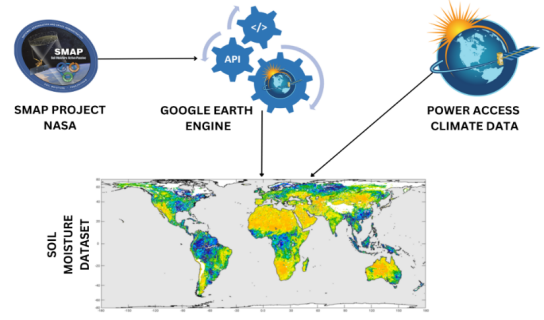 SMAP
</>
API
SMAP PROJECT
NASA
GOOGLE EARTH
ENGINE
POWER ACCESS
CLIMATE DATA
SOIL
MOISTURE
DATASET